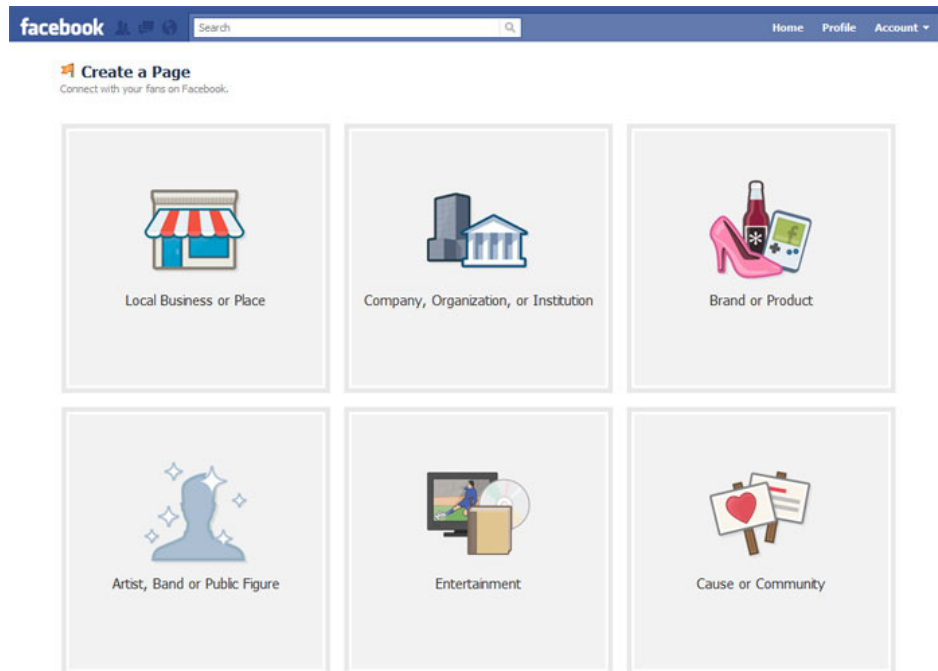 facebook Search Home Profile Account
Create a Page
Connect with your fans on Facebook.
Local Business or Place Company, Organization, or Institution Brand or Product
Artist, Band or Public Figure Entertainment Cause or Community